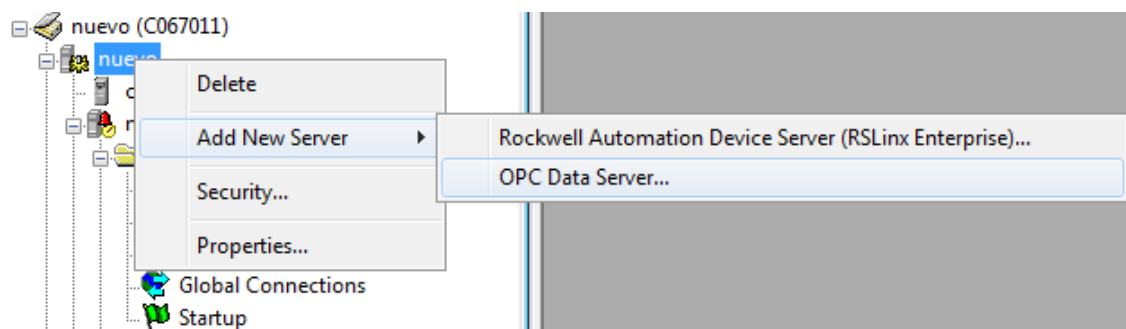 nuevo (C067011)
nuevo
Delete
Add New Server
Rockwell Automation Device Server (RSLinx Enterprise)...
OPC Data Server...
Security...
Properties...
Global Connections
Startup